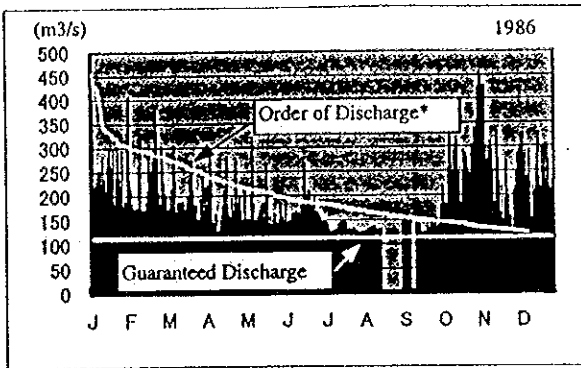 (m3/s) 1986
500
450
400
350
300
250
200
150
100
50
0
Order of Discharge*
Guaranteed Discharge
J F M A M J J A S O N D